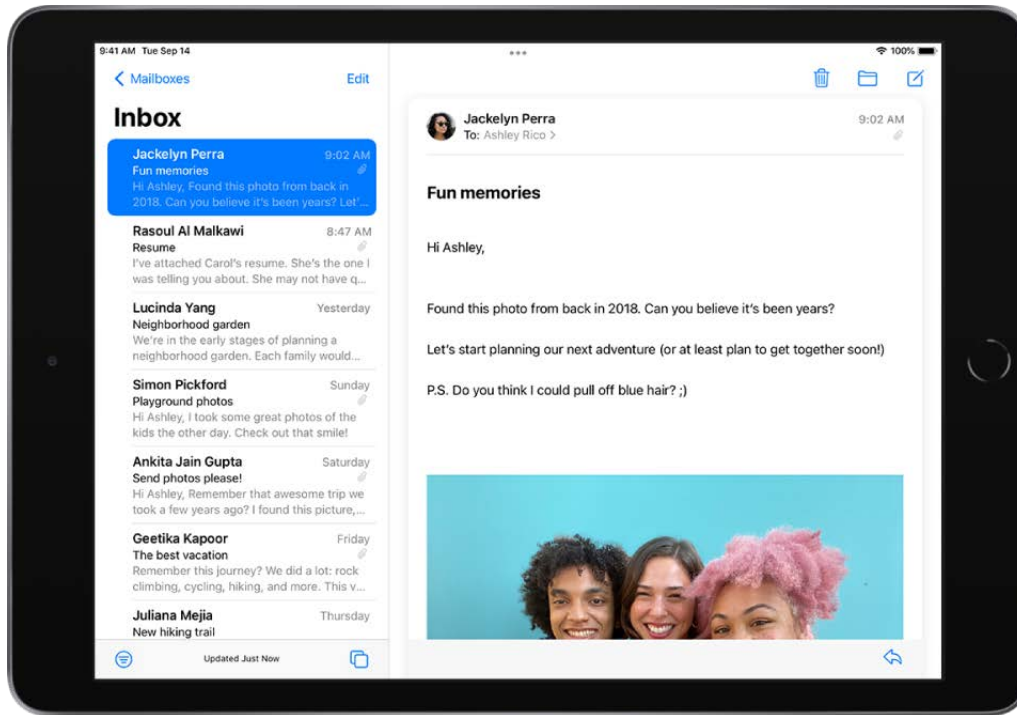 9:41 AM Tue Sep 14
100%
Mailboxes
Edit
Inbox
Jackelyn Perra 9:02 AM
Fun memories
Hi Ashley, Found this photo from back in
2018. Can you believe it's been years? Let'...
Rasoul Al Malkawi 8:47 AM
Resume
I've attached Carol's resume. She's the one I
was telling you about. She may not have q...
Lucinda Yang Yesterday
Neighborhood garden
We're in the early stages of planning a
neighborhood garden. Each family would...
Simon Pickford Sunday
Playground photos
Hi Ashley, I took some great photos of the
kids the other day. Check out that smile!
Ankita Jain Gupta Saturday
Send photos please!
Hi Ashley, Remember that awesome trip we
took a few years ago? I found this picture,...
Geetika Kapoor Friday
The best vacation
Remember this journey? We did a lot: rock
climbing, cycling, hiking, and more. This v...
Juliana Mejia Thursday
New hiking trail
Updated Just Now
Jackelyn Perra 9:02 AM
To: Ashley Rico >
Fun memories
Hi Ashley,
Found this photo from back in 2018. Can you believe it's been years?
Let's start planning our next adventure (or at least plan to get together soon!)
P.S. Do you think I could pull off blue hair? ;)